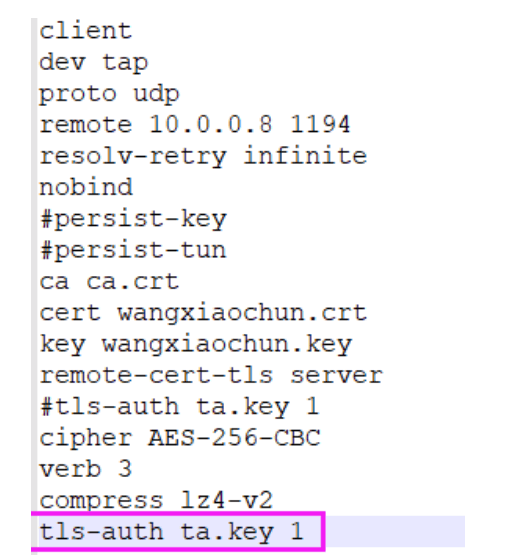 client
dev tap
proto udp
remote 10.0.0.8 1194
resolv-retry infinite
nobind
#persist-key
#persist-tun
ca ca.crt
cert wangxiaochun.crt
key wangxiaochun.key
remote-cert-tls server
#tls-auth ta.key 1
cipher AES-256-CBC
verb 3
compress lz4-v2
tls-auth ta.key 1